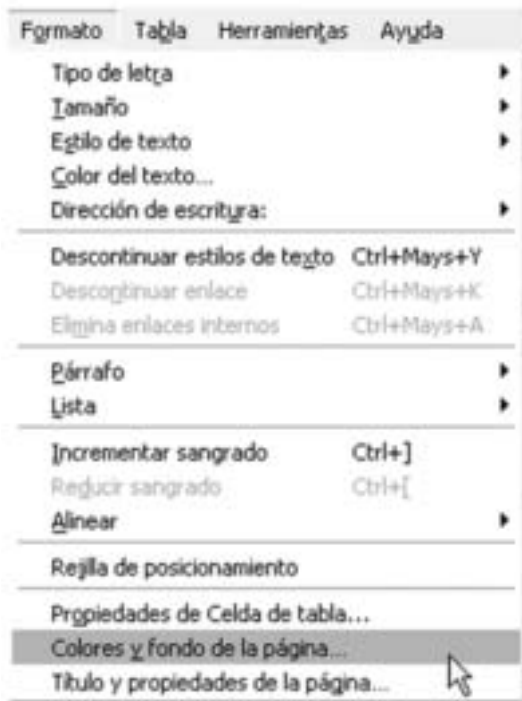 Formato Tabla Herramientas Ayuda
Tipo de letra
Tamaño
Estilo de texto
Color del texto...
Dirección de escritura:
Descontinuar estilos de texto Ctrl+Mays+Y
Descontinuar enlace Ctrl+Mays+K
Elimina enlaces internos Ctrl+Mays+A
Párrafo
Lista
Incrementar sangrado Ctrl+]
Reducir sangrado Ctrl+[
Alinear
Rejilla de posicionamiento
Propiedades de Celda de tabla...
Colores y fondo de la página...
Título y propiedades de la página...